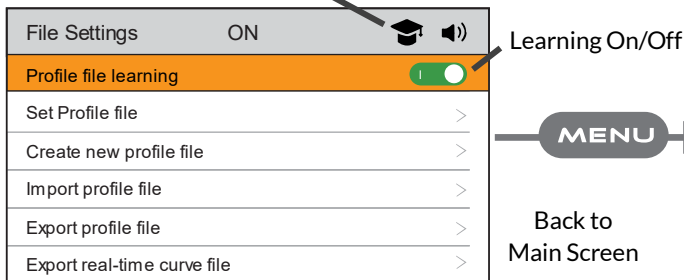 File Settings ON
Learning On/Off
Profile file learning
Set Profile file
Create new profile file
MENU
Import profile file
Export profile file
Back to
Main Screen
Export real-time curve file